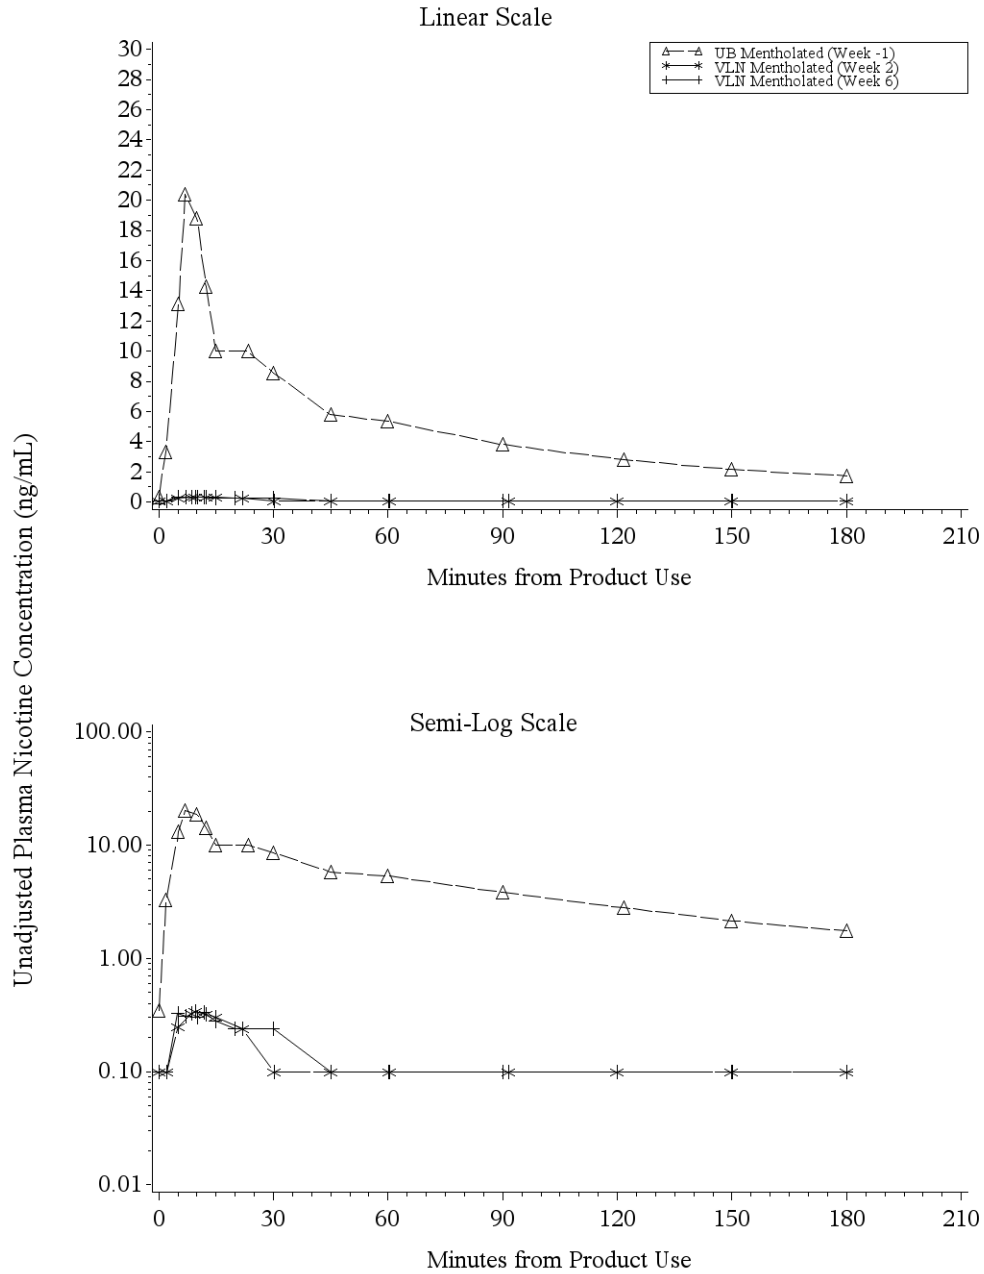 Linear Scale
UB Mentholated (Week -1)
VLN Mentholated (Week 2)
VLN Mentholated (Week 6)
30
28
26
24
22
20
18
16
14
12
10
8
6
4
2
0
0 30 60 90 120 150 180 210
Minutes from Product Use
Unadjusted Plasma Nicotine Concentration (ng/mL)
Semi-Log Scale
100.00
10.00
1.00
0.10
0.01
0 30 60 90 120 150 180 210
Minutes from Product Use